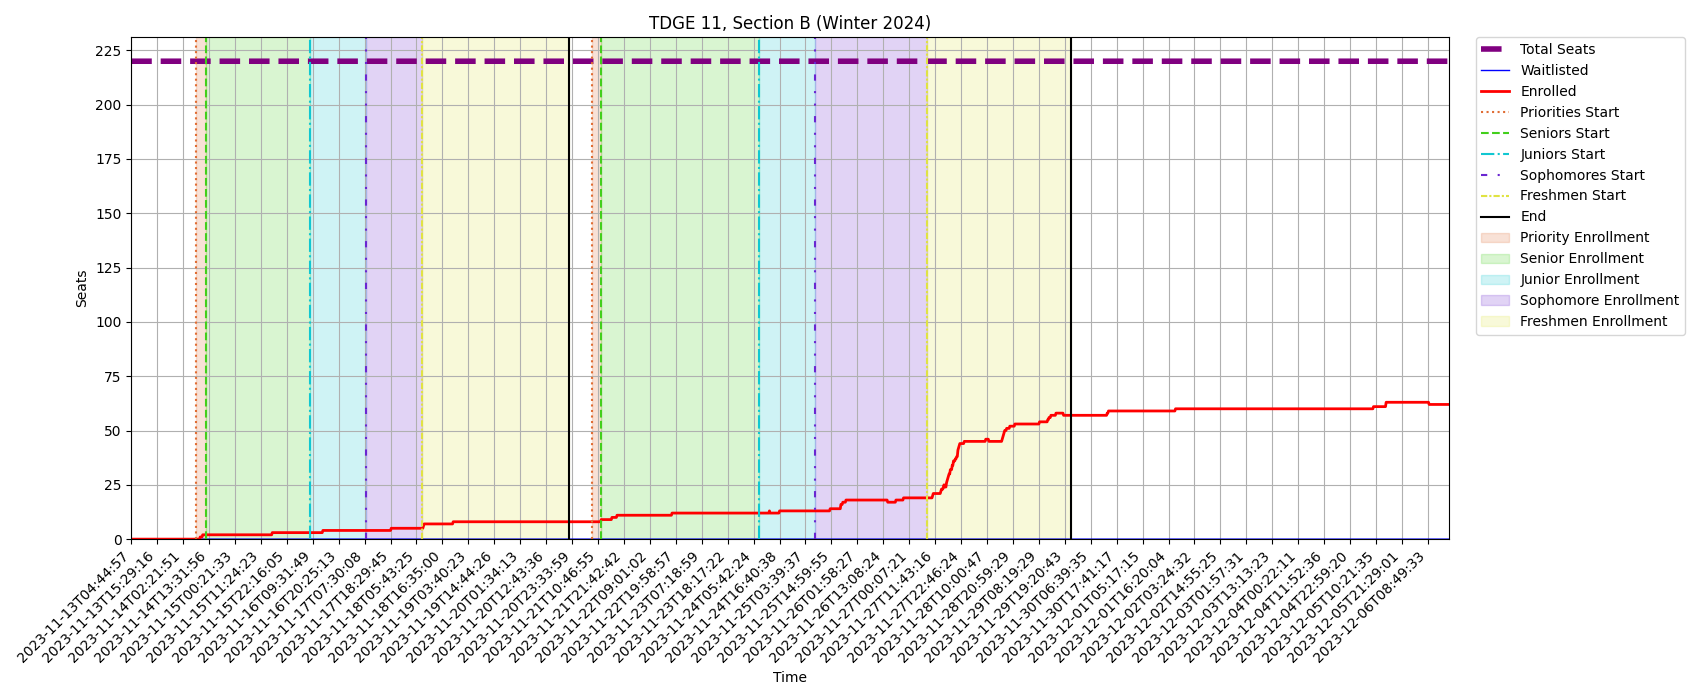 TDGE 11, Section B (Winter 2024)
Seats
225
200
175
150
125
100
75
50
25
0
Total Seats
Waitlisted
Enrolled
Priorities Start
Seniors Start
Juniors Start
Sophomores Start
Freshmen Start
End
Priority Enrollment
Senior Enrollment
Junior Enrollment
Sophomore Enrollment
Freshmen Enrollment
2023-11-13T04:44:57
2023-11-13T15:29:16
2023-11-14T02:21:51
2023-11-14T13:31:56
2023-11-15T00:21:33
2023-11-15T11:24:23
2023-11-15T22:16:05
2023-11-16T09:31:49
2023-11-16T20:25:13
2023-11-17T07:30:08
2023-11-17T18:29:45
2023-11-18T05:43:25
2023-11-18T16:35:00
2023-11-19T03:40:23
2023-11-19T14:44:26
2023-11-20T01:34:13
2023-11-20T12:43:36
2023-11-20T23:33:59
2023-11-21T10:46:55
2023-11-21T21:42:42
2023-11-22T09:01:02
2023-11-22T19:58:57
2023-11-23T07:18:59
2023-11-23T18:17:22
2023-11-24T05:42:24
2023-11-24T16:40:38
2023-11-25T03:39:37
2023-11-25T14:59:55
2023-11-26T01:58:27
2023-11-26T13:08:24
2023-11-27T00:07:21
2023-11-27T11:43:16
2023-11-27T22:46:24
2023-11-28T10:00:47
2023-11-28T20:59:29
2023-11-29T08:19:29
2023-11-29T19:20:43
2023-11-30T06:39:35
2023-11-30T17:41:17
2023-12-01T05:17:15
2023-12-01T16:20:04
2023-12-02T03:24:32
2023-12-02T14:55:25
2023-12-03T01:57:31
2023-12-03T13:13:23
2023-12-04T00:22:11
2023-12-04T11:52:36
2023-12-04T22:59:20
2023-12-05T10:21:35
2023-12-05T21:29:01
2023-12-06T08:49:33
Time